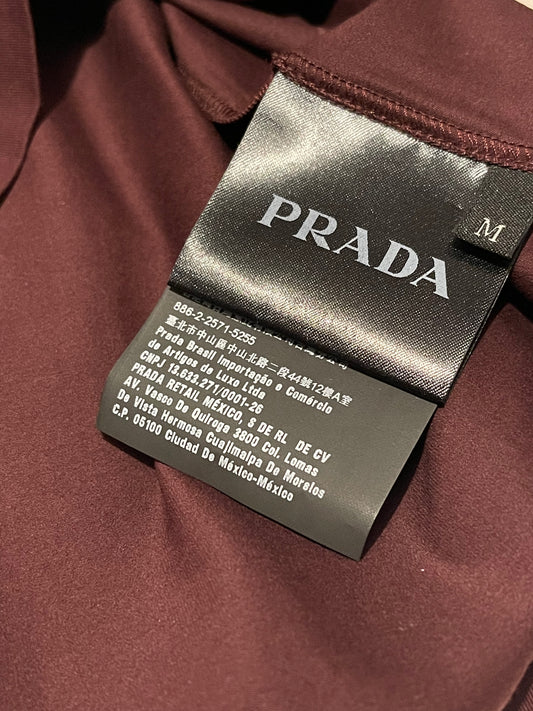 PRADA
M
886-2-2571-5255
臺北市中山區中山北路二段44號12樓A室
Prada Brasil Importação e Comércio
de Artigos de Luxo Ltda
CNPJ 13.633.271/0001-26
PRADA RETAIL MÉXICO, S DE RL DE CV
AV. Vasco De Quiroga 3800 Col. Lomas
De Vista Hermosa Cuajimalpa De Morelos
C.P. 05100 Ciudad De México-México